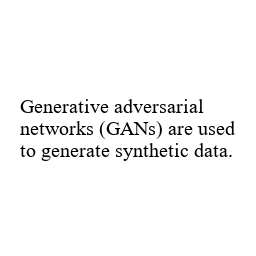 Generative adversarial
networks (GANs) are used
to generate synthetic data.